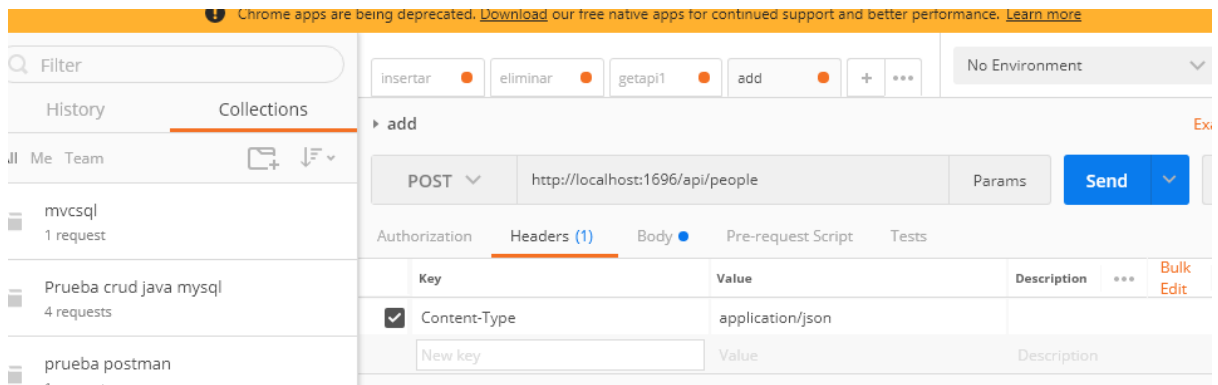 Chrome apps are being deprecated. Download our free native apps for continued support and better performance. Learn more
Filter
History Collections
All Me Team
mvcsql
1 request
Prueba crud java mysql
4 requests
prueba postman
insertar eliminar getapi1 add + •••
No Environment
add
POST http://localhost:1696/api/people Params Send
Authorization Headers (1) Body Pre-request Script Tests
Key Value Description ••• Bulk Edit
Content-Type application/json
New key Value Description